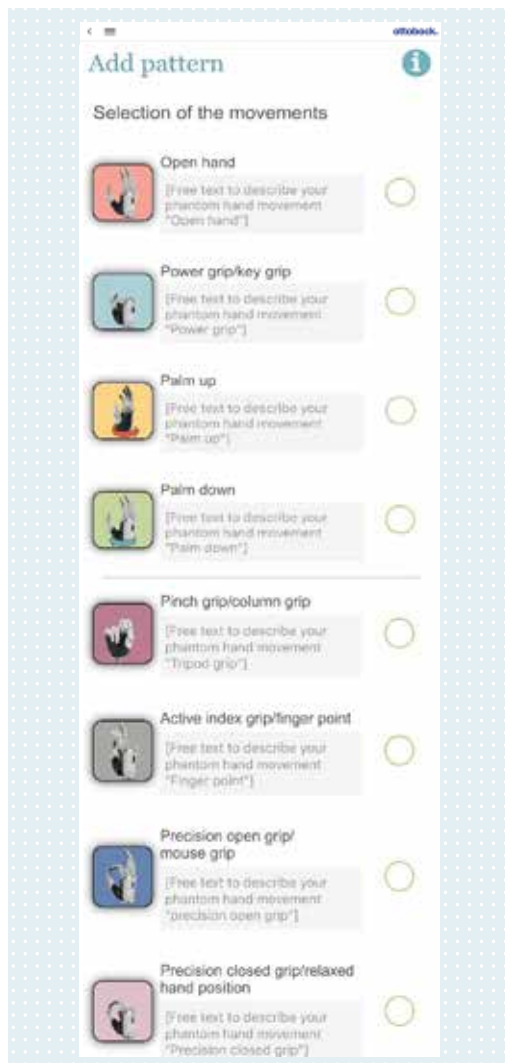 ottobock.
Add pattern
i
Selection of the movements
Open hand
[Free text to describe your
phantom hand movement
"Open hand"]
Power grip/key grip
[Free text to describe your
phantom hand movement
"Power grip"]
Palm up
[Free text to describe your
phantom hand movement
"Palm up"]
Palm down
[Free text to describe your
phantom hand movement
"Palm down"]
Pinch grip/column grip
[Free text to describe your
phantom hand movement
"Tripod grip"]
Active index grip/finger point
[Free text to describe your
phantom hand movement
"Finger point"]
Precision open grip/
mouse grip
[Free text to describe your
phantom hand movement
"precision open grip"]
Precision closed grip/relaxed
hand position
[Free text to describe your
phantom hand movement
"Precision closed grip"]